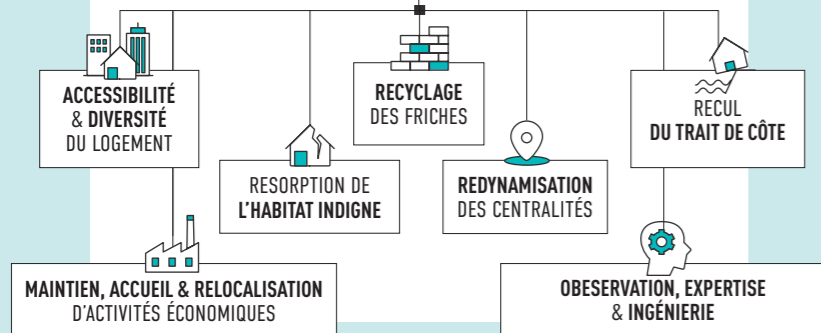 ACCESSIBILITÉ
& DIVERSITÉ
DU LOGEMENT
RECYCLAGE
DES FRICHES
RECUL
DU TRAIT DE CÔTE
RESORPTION DE
L'HABITAT INDIGNE
REDYNAMISATION
DES CENTRALITÉS
MAINTIEN, ACCUEIL & RELOCALISATION
D'ACTIVITÉS ÉCONOMIQUES
OBESERVATION, EXPERTISE
& INGÉNIERIE